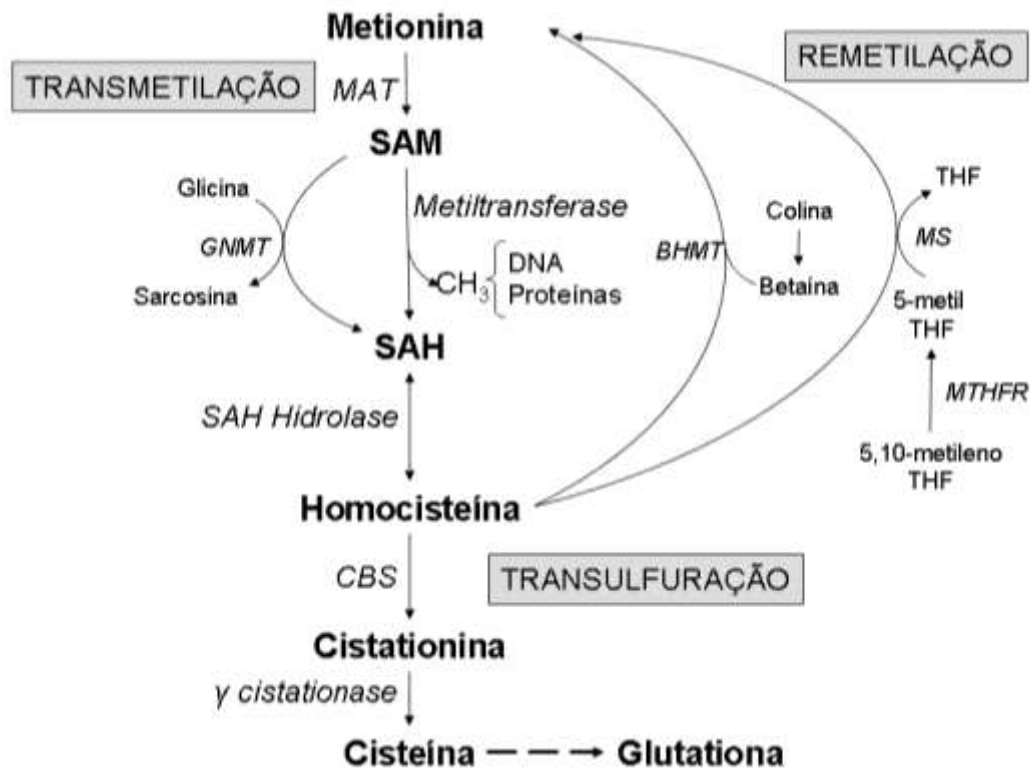 Metionina
REMETILAÇÃO
TRANSMETILAÇÃO
MAT
SAM
THF
Glicina
Metiltransferase
Colina
GNMT
BHMT
MS
CH3
DNA
Proteínas
Sarcosina
Betaína
5-metil
THF
SAH
SAH Hidrolase
MTHFR
5,10-metileno
THF
Homocisteína
CBS
TRANSULFURAÇÃO
Cistationina
γ cistationase
Cisteína
Glutationa